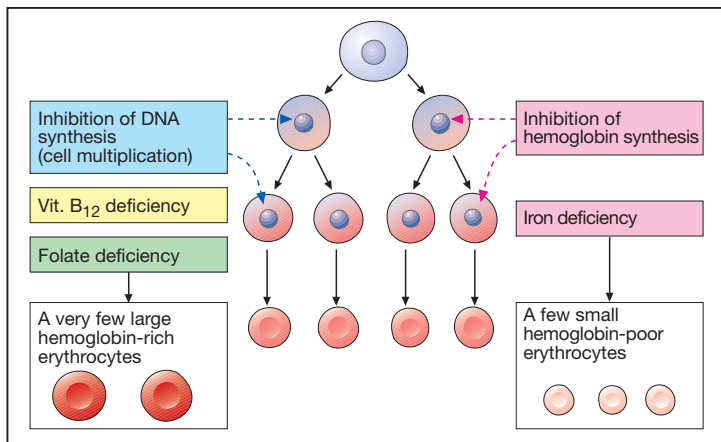 Inhibition of DNA
synthesis
(cell multiplication)
Inhibition of
hemoglobin synthesis
Vit. B12 deficiency
Folate deficiency
Iron deficiency
A very few large
hemoglobin-rich
erythrocytes
A few small
hemoglobin-poor
erythrocytes